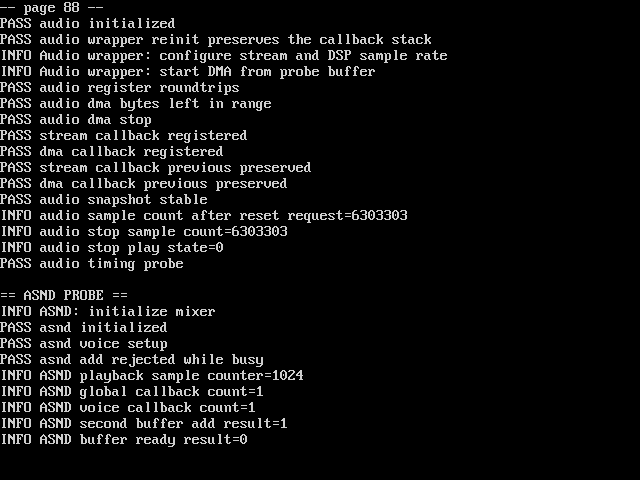 -- page 88 --
PASS audio initialized
PASS audio wrapper reinit preserves the callback stack
INFO Audio wrapper: configure stream and DSP sample rate
INFO Audio wrapper: start DMA from probe buffer
PASS audio register roundtrips
PASS audio dma bytes left in range
PASS audio dma stop
PASS stream callback registered
PASS dma callback registered
PASS stream callback previous preserved
PASS dma callback previous preserved
PASS audio snapshot stable
INFO audio sample count after reset request=6303303
INFO audio stop sample count=6303303
INFO audio stop play state=0
PASS audio timing probe
== ASND PROBE ==
INFO ASND: initialize mixer
PASS asnd initialized
PASS asnd voice setup
PASS asnd add rejected while busy
INFO ASND playback sample counter=1024
INFO ASND global callback count=1
INFO ASND voice callback count=1
INFO ASND second buffer add result=1
INFO ASND buffer ready result=0